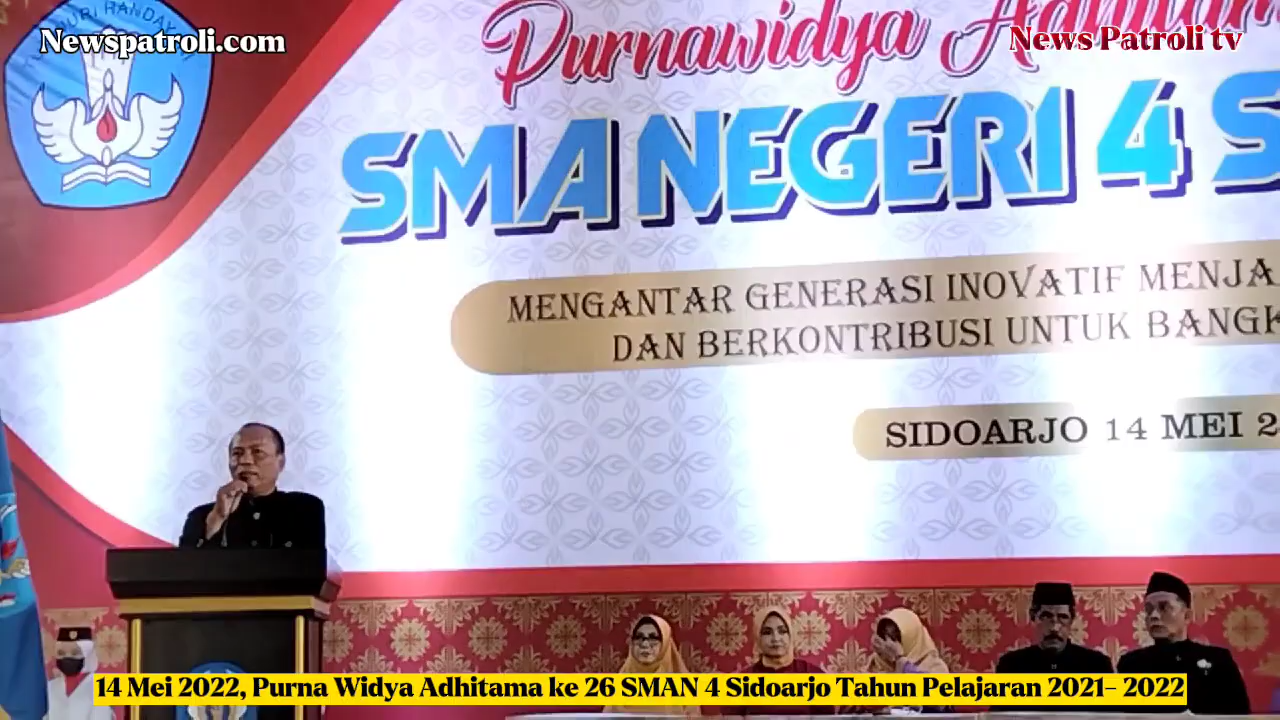 Newspatroli.com
News Patroli tv
Purnawidya
SMA NEGERI 4 S
MENGANTAR GENERASI INOVATIF MENJA
DAN BERKONTRIBUSI UNTUK BANGK
SIDOARJO 14 MEI 2
14 Mei 2022, Purna Widya Adhitama ke 26 SMAN 4 Sidoarjo Tahun Pelajaran 2021- 2022